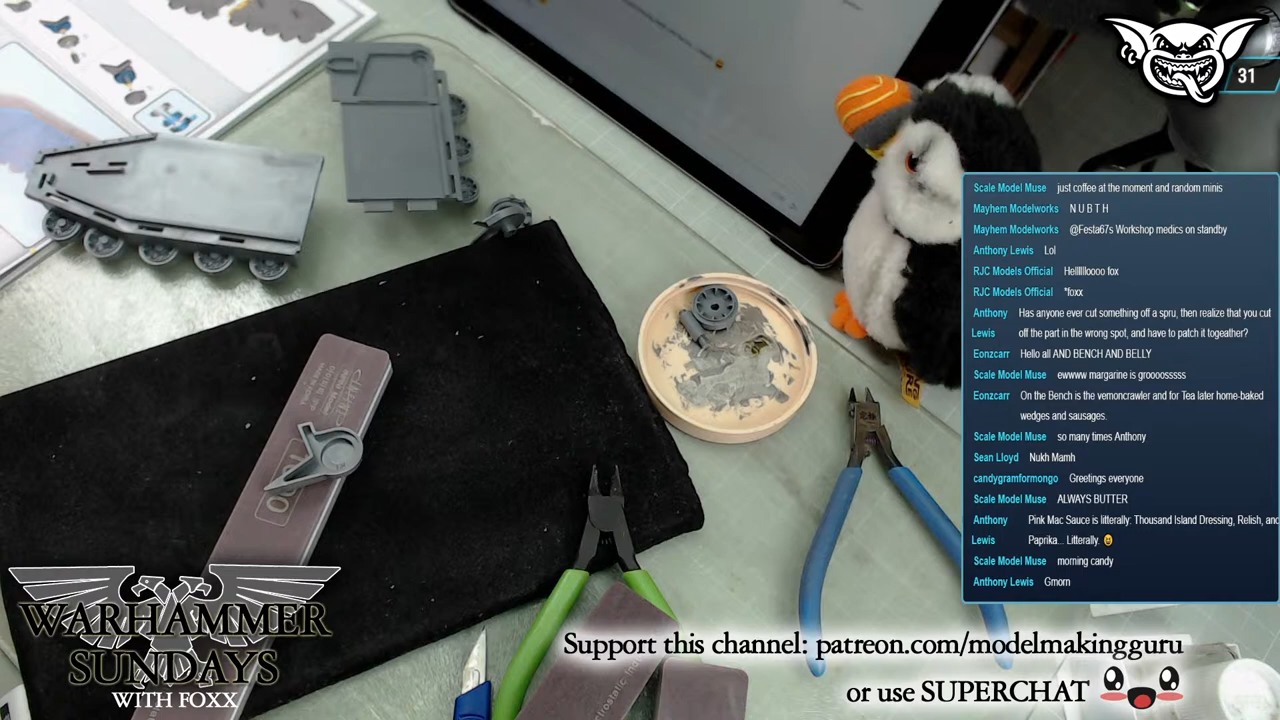 31
Scale Model Muse just coffee at the moment and random minis
Mayhem Modelworks N U B T H
Mayhem Modelworks @Festa67s Workshop medics on standby
Anthony Lewis Lol
RJC Models Official Helllllloooo fox
RJC Models Official *foxx
Anthony Has anyone ever cut something off a spru, then realize that you cut
Lewis off the part in the wrong spot, and have to patch it togeather?
Eonzcarr Hello all AND BENCH AND BELLY
Scale Model Muse ewwww margarine is groooosssss
Eonzcarr On the Bench is the vemoncrawler and for Tea later home-baked
wedges and sausages.
Scale Model Muse so many times Anthony
Sean Lloyd Nukh Mamh
candygramformongo Greetings everyone
Scale Model Muse ALWAYS BUTTER
Anthony Pink Mac Sauce is litterally: Thousand Island Dressing, Relish, and
Lewis Paprika... Litterally.
Scale Model Muse morning candy
Anthony Lewis Gmorn
WARHAMMER
SUNDAYS
WITH FOXX
Support this channel: patreon.com/modelmakingguru
or use SUPERCHAT